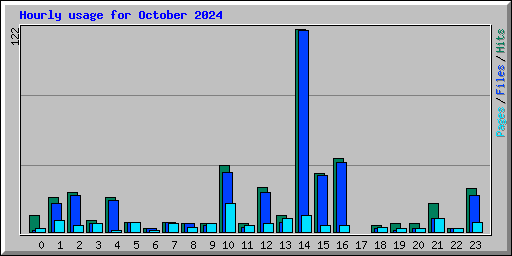 Hourly usage for October 2024
122
Pages/Files/Hits
0 1 2 3 4 5 6 7 8 9 10 11 12 13 14 15 16 17 18 19 20 21 22 23